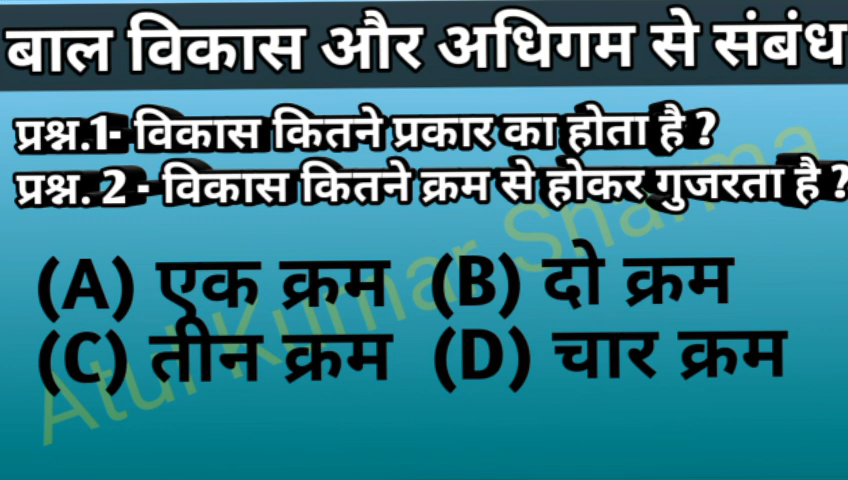 बाल विकास और अधिगम से संबंध
प्रश्न.1- विकास कितने प्रकार का होता है ?
प्रश्न. 2 - विकास कितने क्रम से होकर गुजरता है ?
(A) एक क्रम (B) दो क्रम
(C) तीन क्रम (D) चार क्रम
Atul Kumar Sharma